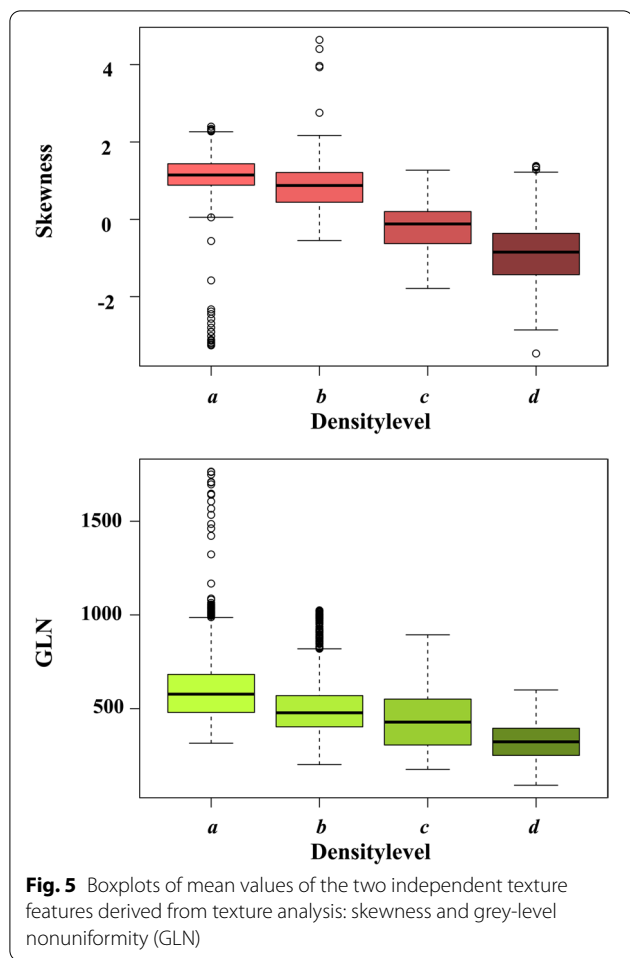 4
2
0
-2
Skewness
a b c d
Densitylevel
1500
1000
500
GLN
a b c d
Densitylevel
Fig. 5 Boxplots of mean values of the two independent texture
features derived from texture analysis: skewness and grey-level
nonuniformity (GLN)